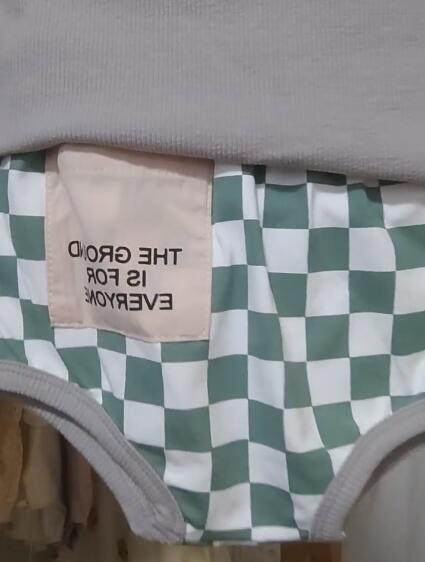 THE GROUND
IS FOR
EVERYONE